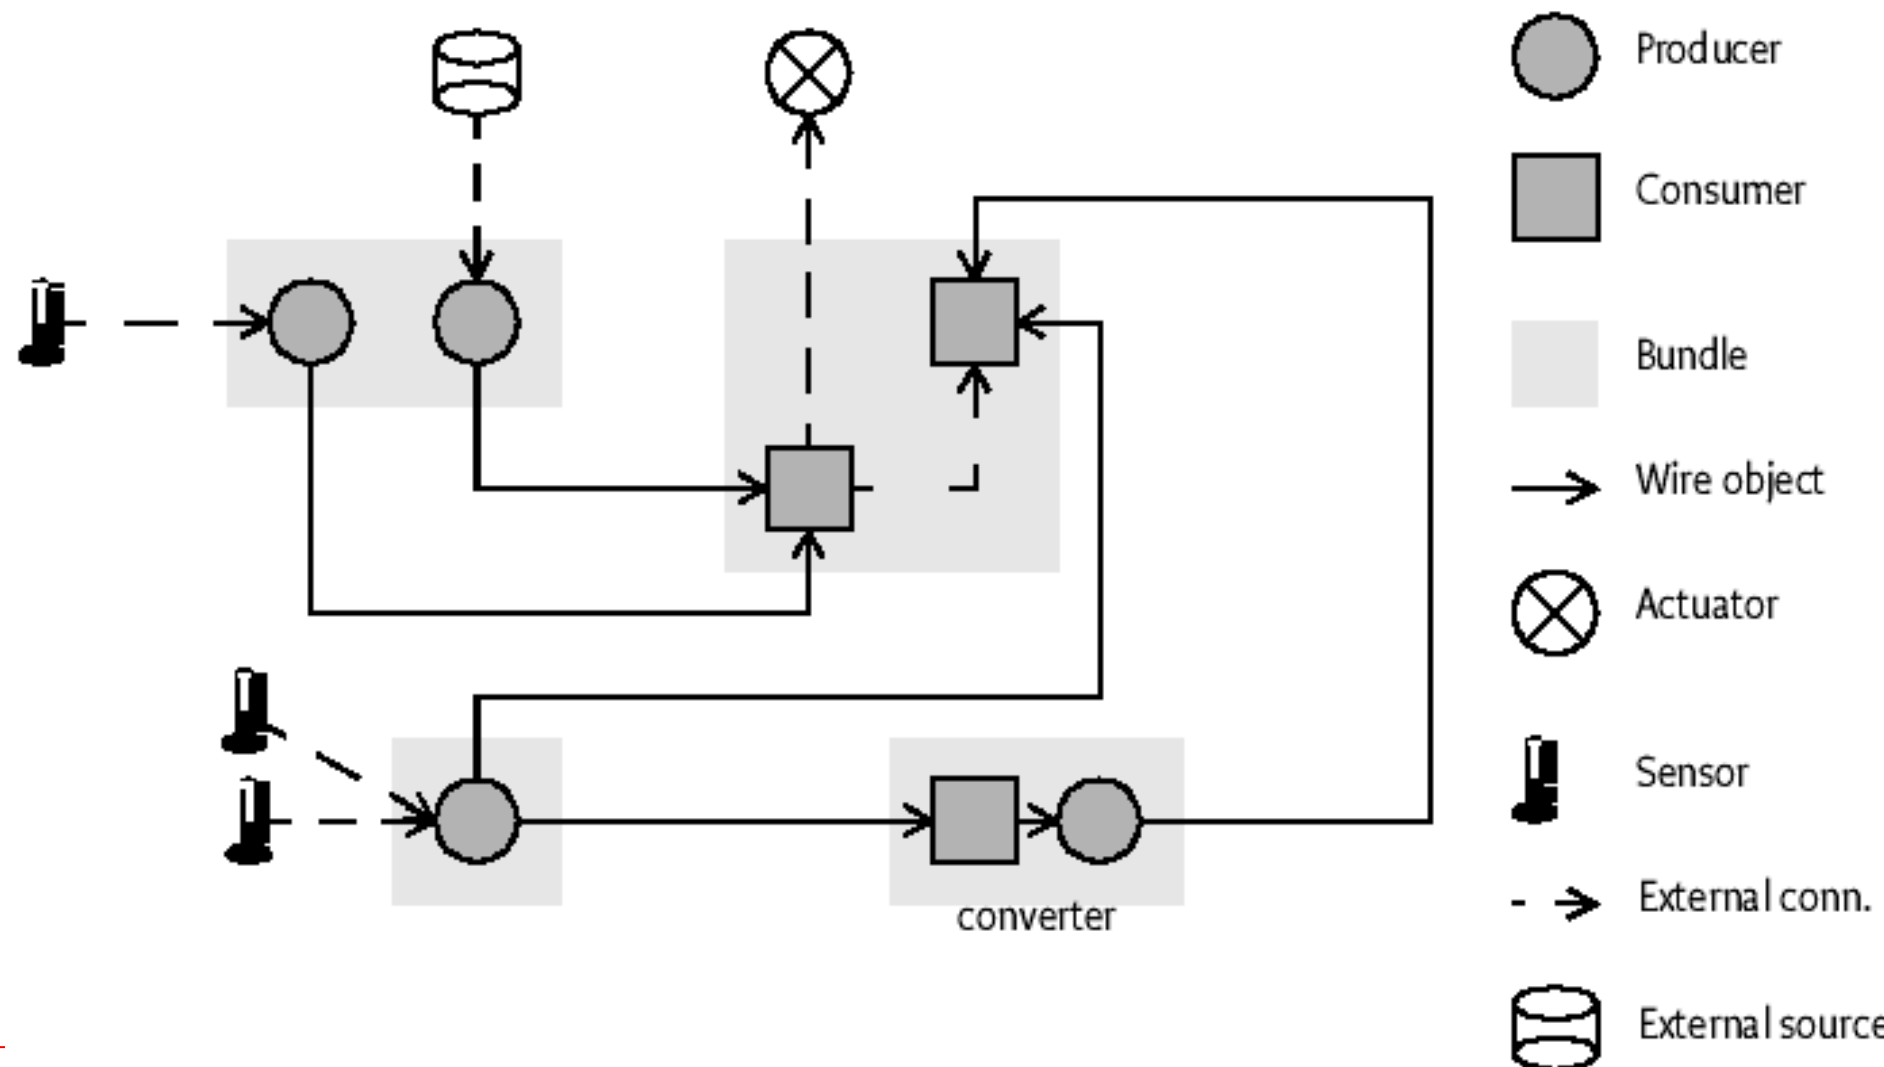 Producer
Consumer
Bundle
Wire object
Actuator
Sensor
External conn.
converter
External source